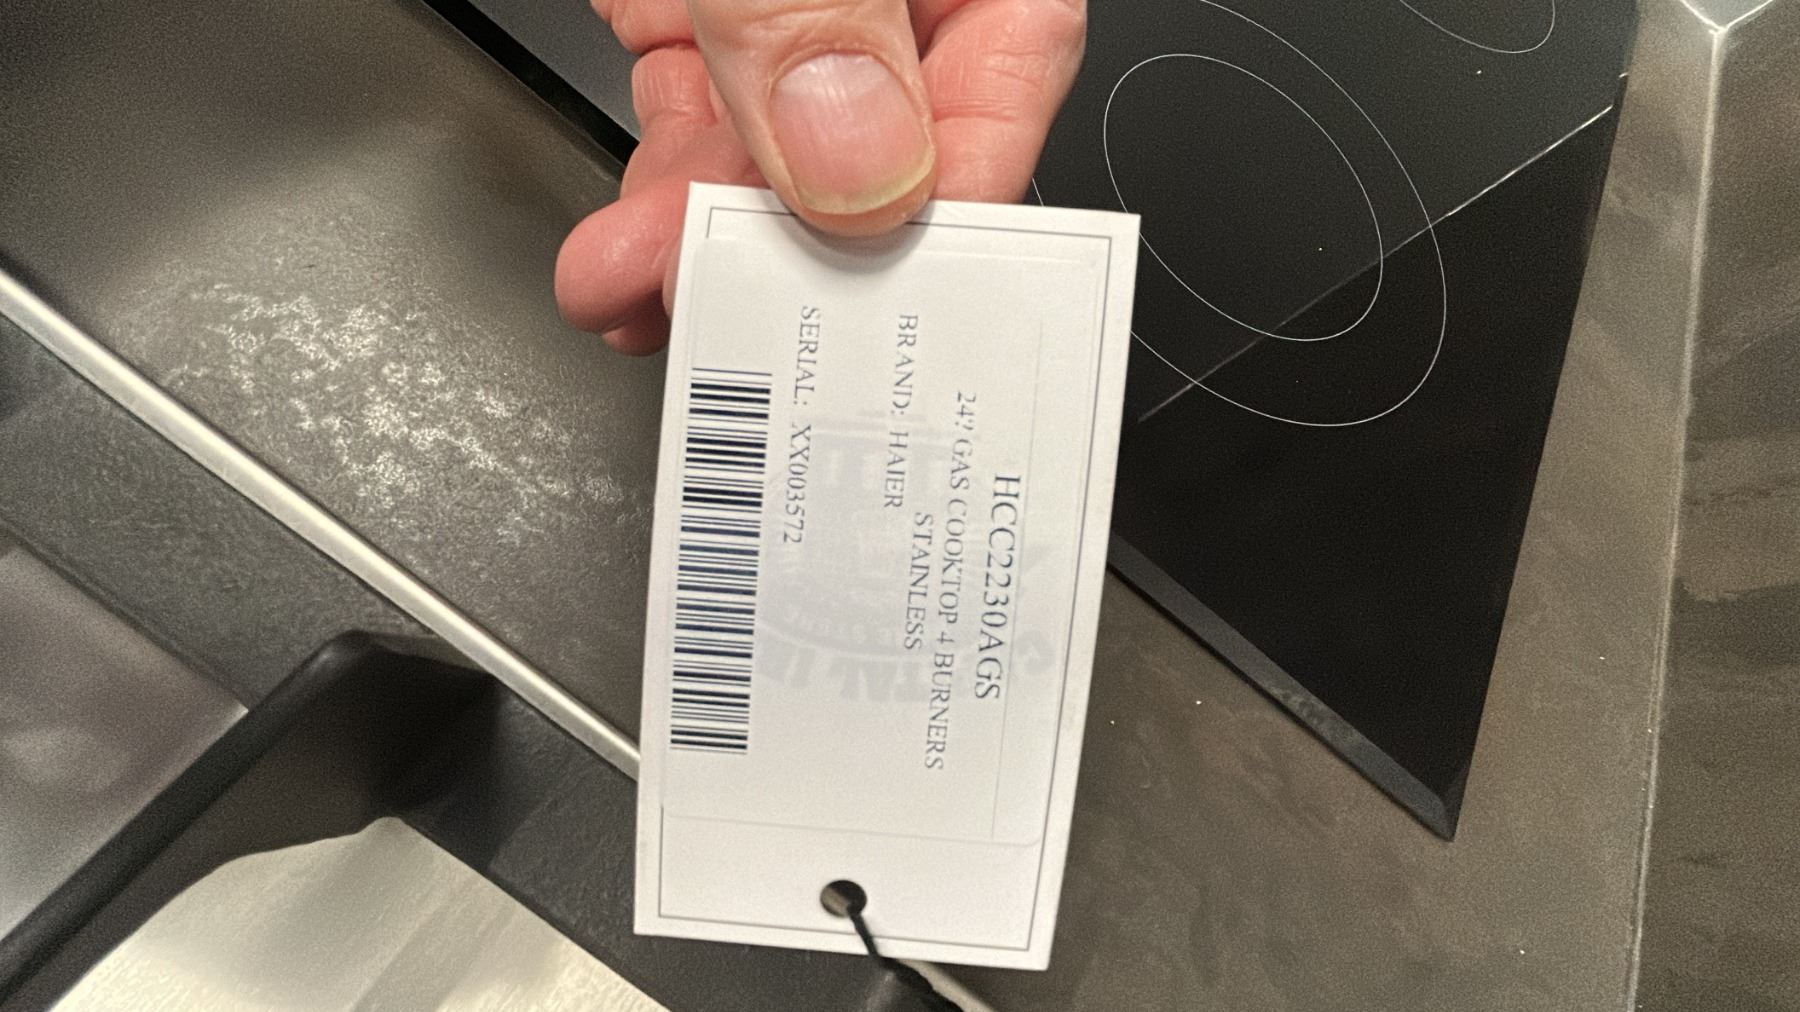 HCC2230AGS
24? GAS COOKTOP 4 BURNERS
STAINLESS
BRAND: HAIER
SERIAL: XX003572